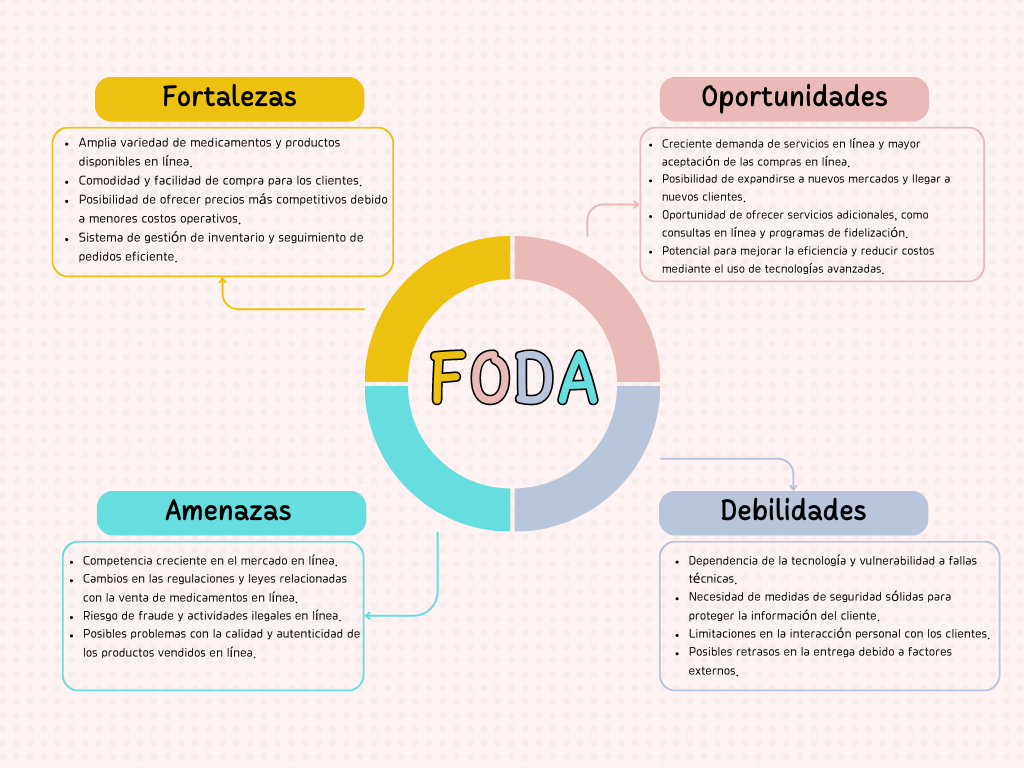 Fortalezas
• Amplia variedad de medicamentos y productos
disponibles en línea.
• Comodidad y facilidad de compra para los clientes.
• Posibilidad de ofrecer precios más competitivos debido
a menores costos operativos.
• Sistema de gestión de inventario y seguimiento de
pedidos eficiente.
Oportunidades
• Creciente demanda de servicios en línea y mayor
aceptación de las compras en línea.
• Posibilidad de expandirse a nuevos mercados y llegar a
nuevos clientes.
• Oportunidad de ofrecer servicios adicionales, como
consultas en línea y programas de fidelización.
• Potencial para mejorar la eficiencia y reducir costos
mediante el uso de tecnologías avanzadas.
FODA
Amenazas
• Competencia creciente en el mercado en línea.
• Cambios en las regulaciones y leyes relacionadas
con la venta de medicamentos en línea.
• Riesgo de fraude y actividades ilegales en línea.
• Posibles problemas con la calidad y autenticidad de
los productos vendidos en línea.
Debilidades
• Dependencia de la tecnología y vulnerabilidad a fallas
técnicas.
• Necesidad de medidas de seguridad sólidas para
proteger la información del cliente.
• Limitaciones en la interacción personal con los clientes.
• Posibles retrasos en la entrega debido a factores
externos.